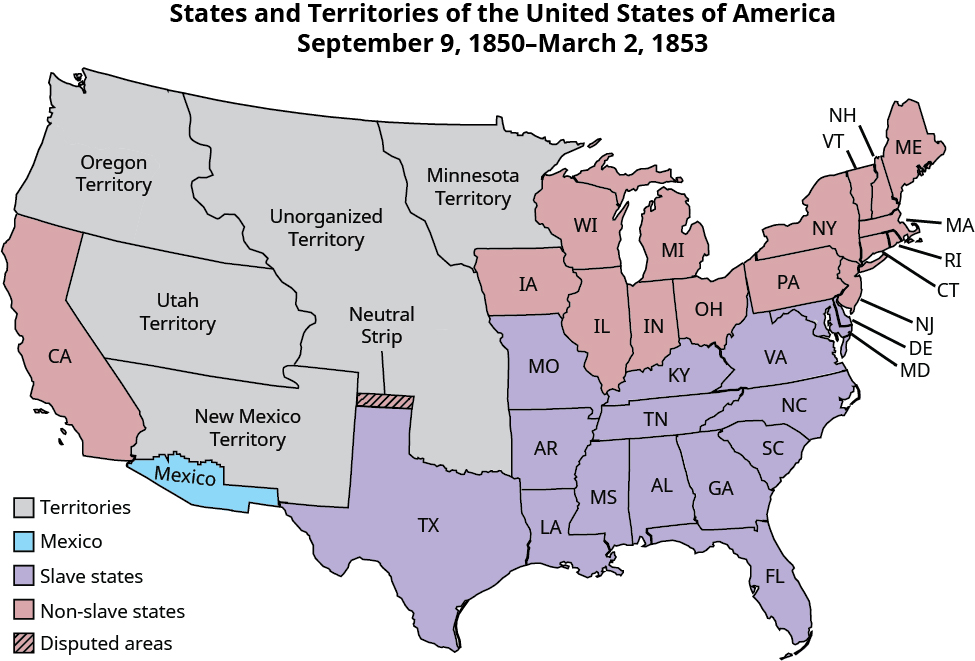 States and Territories of the United States of America
September 9, 1850–March 2, 1853
NH
VT
ME
Oregon
Territory
Minnesota
Territory
Unorganized
Territory
WI
MI
NY
MA
RI
CT
IA
PA
Utah
Territory
Neutral
Strip
IL
IN
OH
NJ
DE
MD
CA
MO
KY
VA
New Mexico
Territory
TN
NC
AR
SC
Mexico
MS
AL
GA
TX
LA
FL
Territories
Mexico
Slave states
Non-slave states
Disputed areas